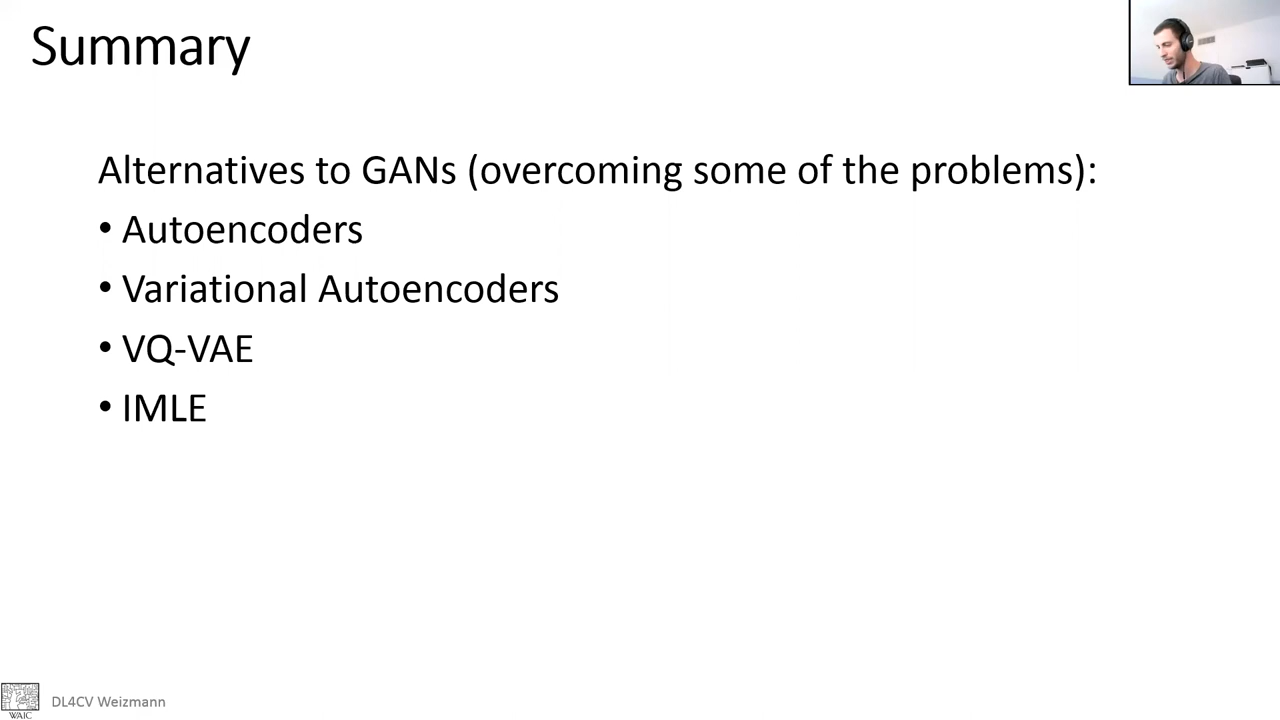 Summary
Alternatives to GANs (overcoming some of the problems):
• Autoencoders
• Variational Autoencoders
• VQ-VAE
• IMLE
WAIC
DL4CV Weizmann